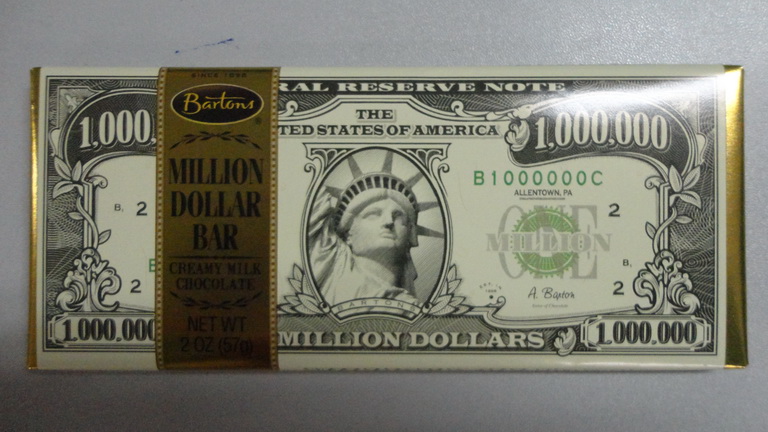 SINCE 1938
Bartons
MILLION
DOLLAR
BAR
CREAMY MILK
CHOCOLATE
NET WT
2 OZ (57g)
RAL RESERVE NOTE
THE
TED STATES OF AMERICA
1,000,
1,000,000
B1000000C
ALLENTOWN, PA
B, 2
2
ONE
MILLION
B,
2
B
2
A. Barton
BARTONS
1,000,000
MILLION DOLLARS
1,000,000